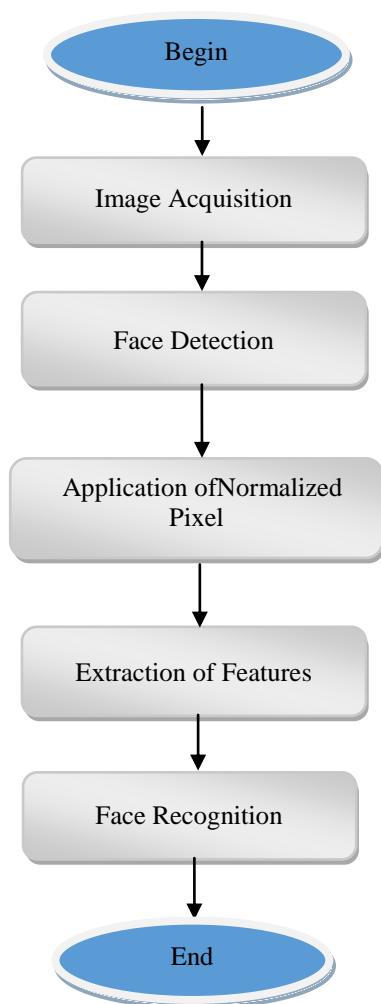 Begin
Image Acquisition
Face Detection
Application ofNormalized
Pixel
Extraction of Features
Face Recognition
End